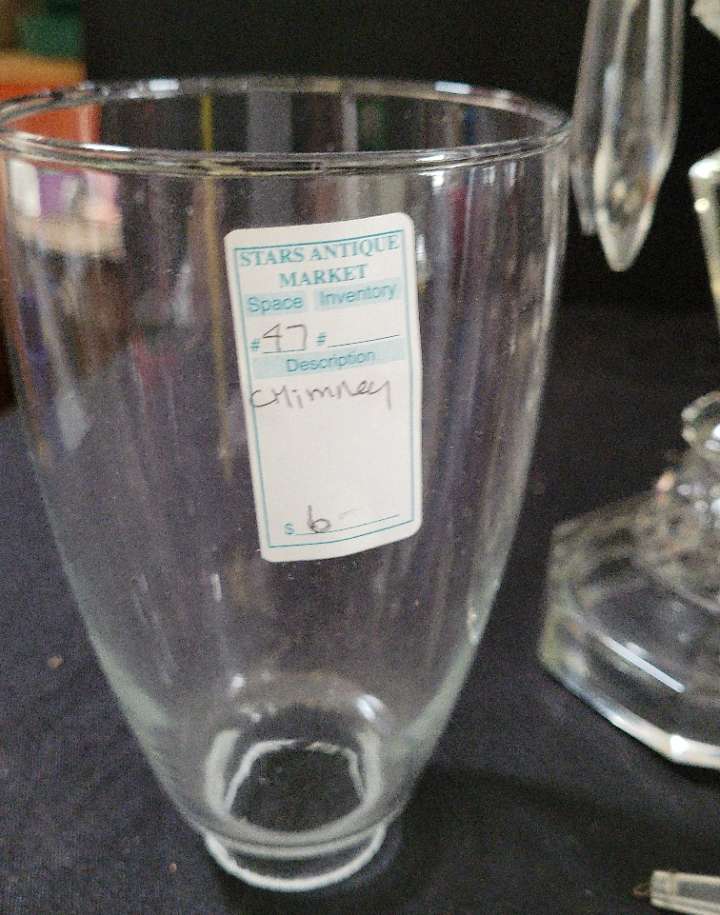 STARS ANTIQUE
MARKET
Space Inventory
# 47 #
Description
CHimney
$ 6 -